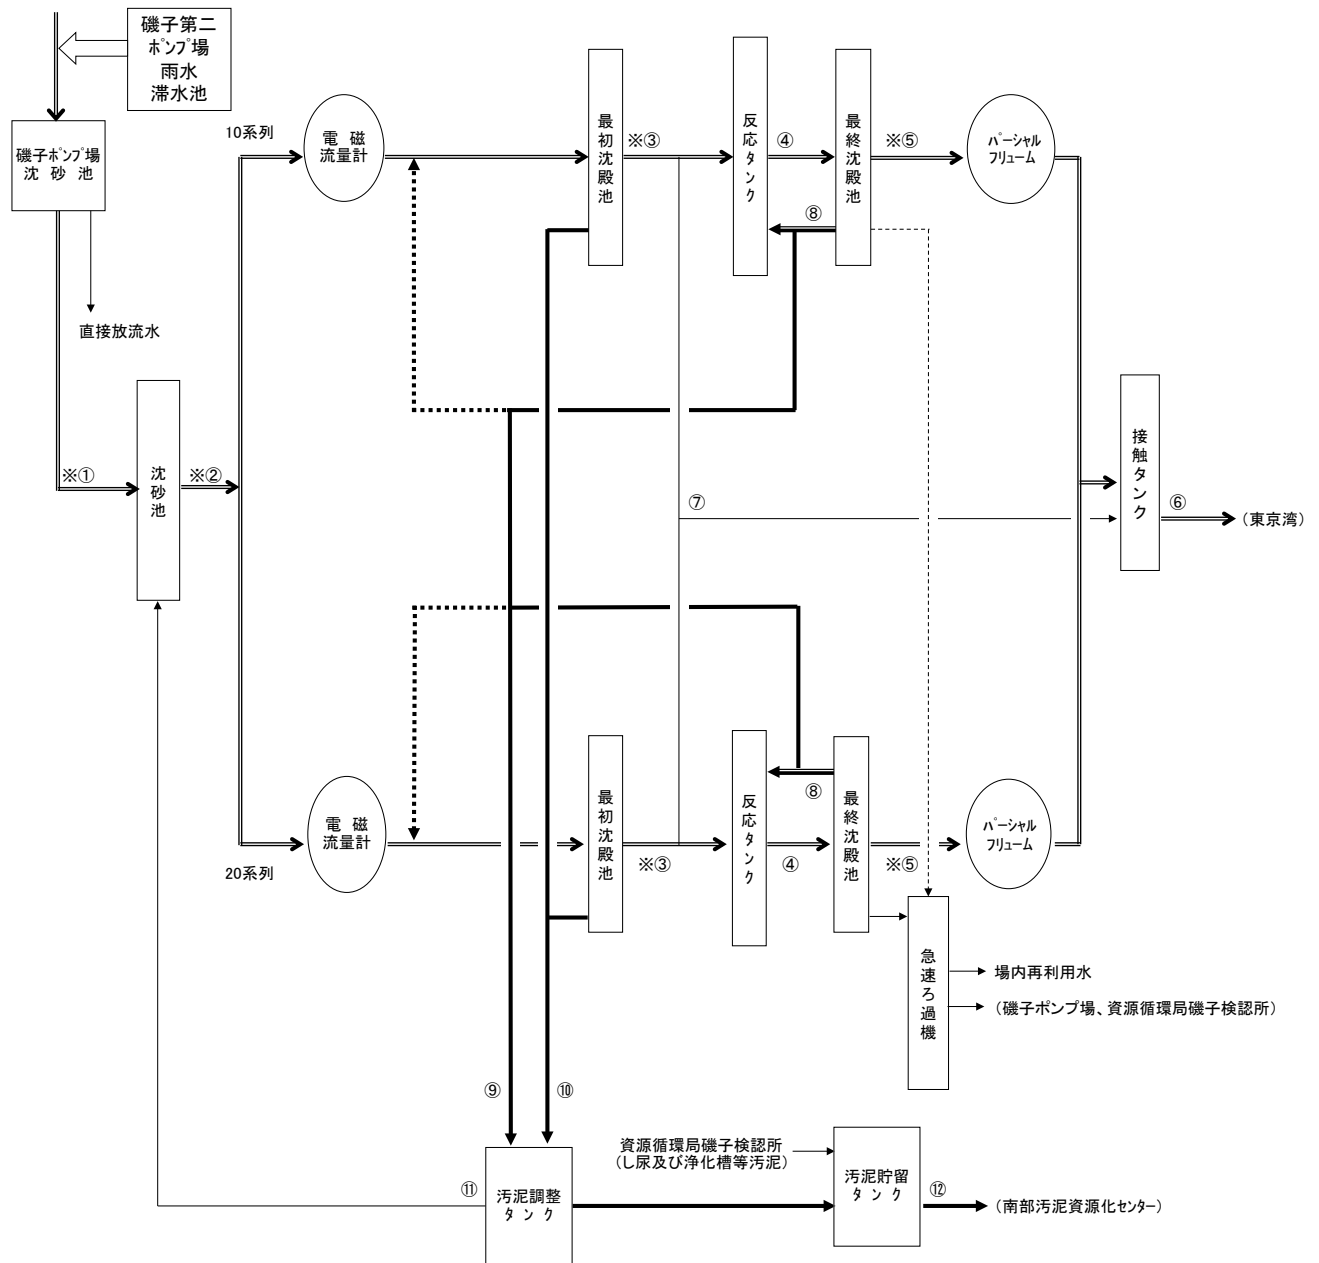 磯子第二
ポンプ場
雨水
滞水池
磯子ポンプ場
沈 砂 池
直接放流水
※①
沈砂池
※②
10系列
電 磁
流量計
最初沈殿池
※③
反応タンク
④
最終沈殿池
※⑤
パーシャル
フリューム
⑧
⑦
接触タンク
⑥
(東京湾)
20系列
電 磁
流量計
最初沈殿池
※③
反応タンク
⑧
④
最終沈殿池
※⑤
パーシャル
フリューム
急速ろ過機
場内再利用水
(磯子ポンプ場、資源循環局磯子検認所)
⑨
⑩
⑪
汚泥調整
タ ン ク
資源循環局磯子検認所
(し尿及び浄化槽等汚泥)
汚泥貯留
タ ン ク
⑫
(南部汚泥資源化センター)